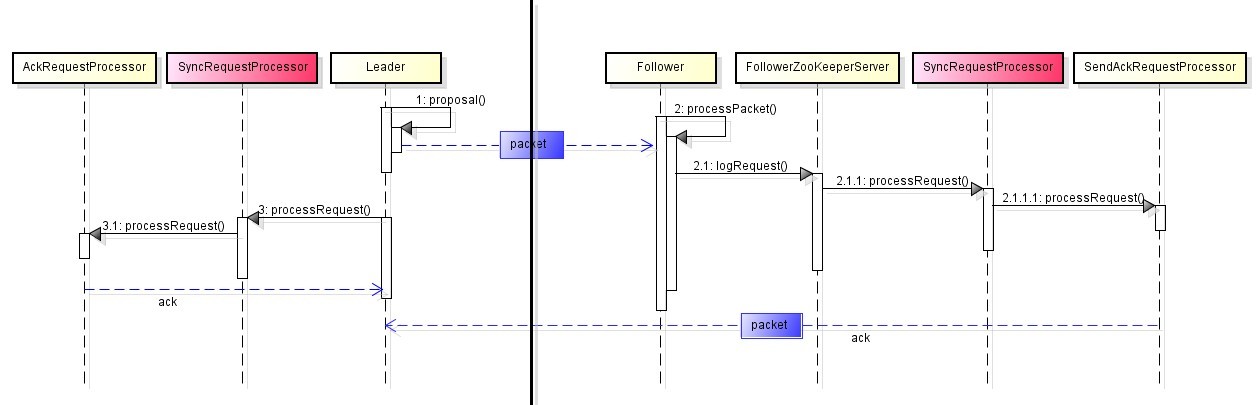 AckRequestProcessor
SyncRequestProcessor
Leader
Follower
FollowerZooKeeperServer
SyncRequestProcessor
SendAckRequestProcessor
1: proposal()
2: processPacket()
packet
2.1: logRequest()
2.1.1: processRequest()
2.1.1.1: processRequest()
3: processRequest()
3.1: processRequest()
ack
packet
ack